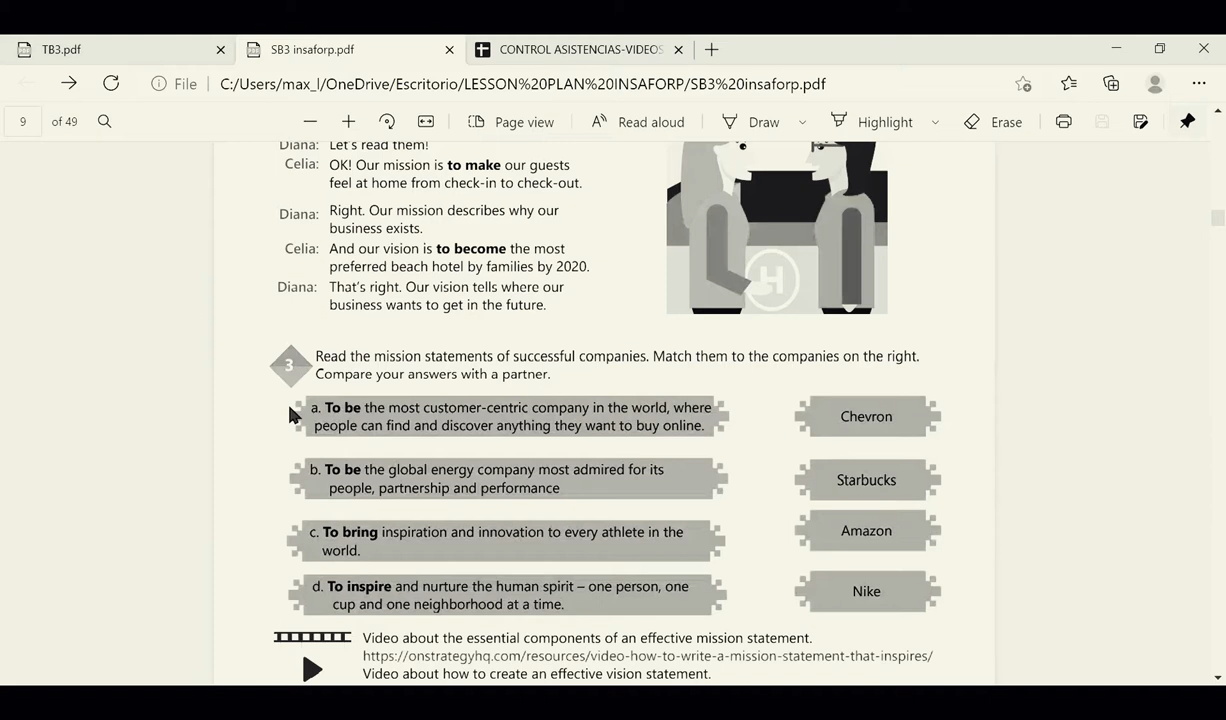 TB3.pdf
SB3 insaforp.pdf
CONTROL ASISTENCIAS-VIDEOS
File
C:/Users/max_l/OneDrive/Escritorio/LESSON%20PLAN%20INSAFORP/SB3%20insaforp.pdf
9 of 49
Page view
Read aloud
Draw
Highlight
Erase
Diana: Let's read them!
Celia: OK! Our mission is to make our guests
feel at home from check-in to check-out.
Diana: Right. Our mission describes why our
business exists.
Celia: And our vision is to become the most
preferred beach hotel by families by 2020.
Diana: That's right. Our vision tells where our
business wants to get in the future.
H
3 Read the mission statements of successful companies. Match them to the companies on the right.
Compare your answers with a partner.
a. To be the most customer-centric company in the world, where
people can find and discover anything they want to buy online.
Chevron
b. To be the global energy company most admired for its
people, partnership and performance
Starbucks
c. To bring inspiration and innovation to every athlete in the
world.
Amazon
d. To inspire and nurture the human spirit – one person, one
cup and one neighborhood at a time.
Nike
Video about the essential components of an effective mission statement.
https://onstrategyhq.com/resources/video-how-to-write-a-mission-statement-that-inspires/
Video about how to create an effective vision statement.